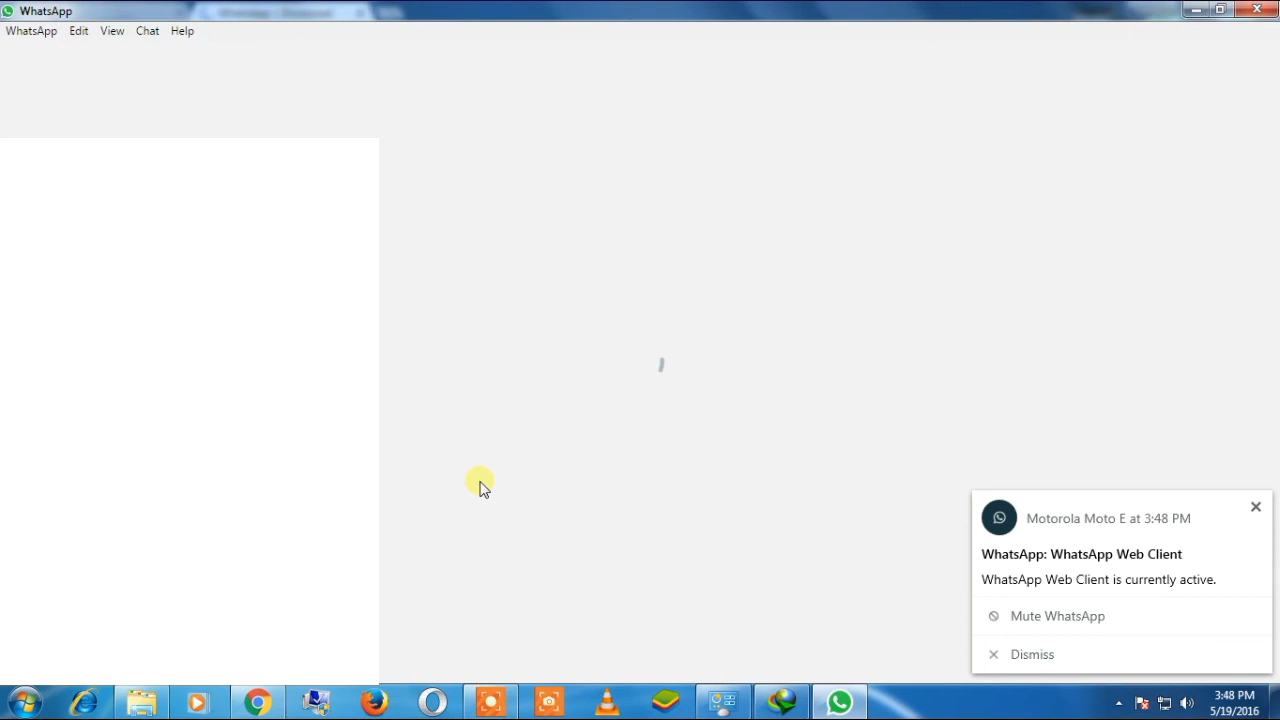 WhatsApp
WhatsApp Edit View Chat Help
Motorola Moto E at 3:48 PM
WhatsApp: WhatsApp Web Client
WhatsApp Web Client is currently active.
Mute WhatsApp
Dismiss
3:48 PM
5/19/2016